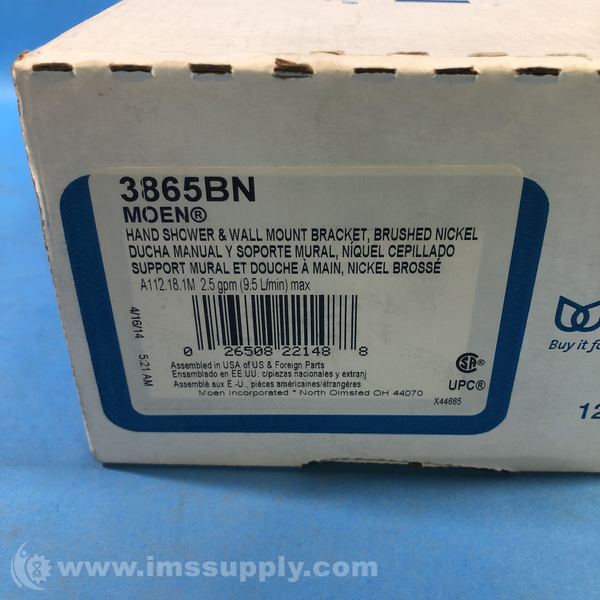 3865BN
MOEN®
HAND SHOWER & WALL MOUNT BRACKET, BRUSHED NICKEL
DUCHA MANUAL Y SOPORTE MURAL, NÍQUEL CEPILLADO
SUPPORT MURAL ET DOUCHE À MAIN, NICKEL BROSSÉ
A112.18.1M 2.5 gpm (9.5 L/min) max
4/16/14 5:21 AM
0 26508 22148 8
Assembled in USA of US & Foreign Parts
Ensamblado en EE.UU. c/piezas nacionales y extranj
Assemblé aux É.-U., pièces américaines/étrangères
Moen Incorporated * North Olmsted OH 44070
SA®
UPC®
X44665
Buy it fo
12
www.imssupply.com